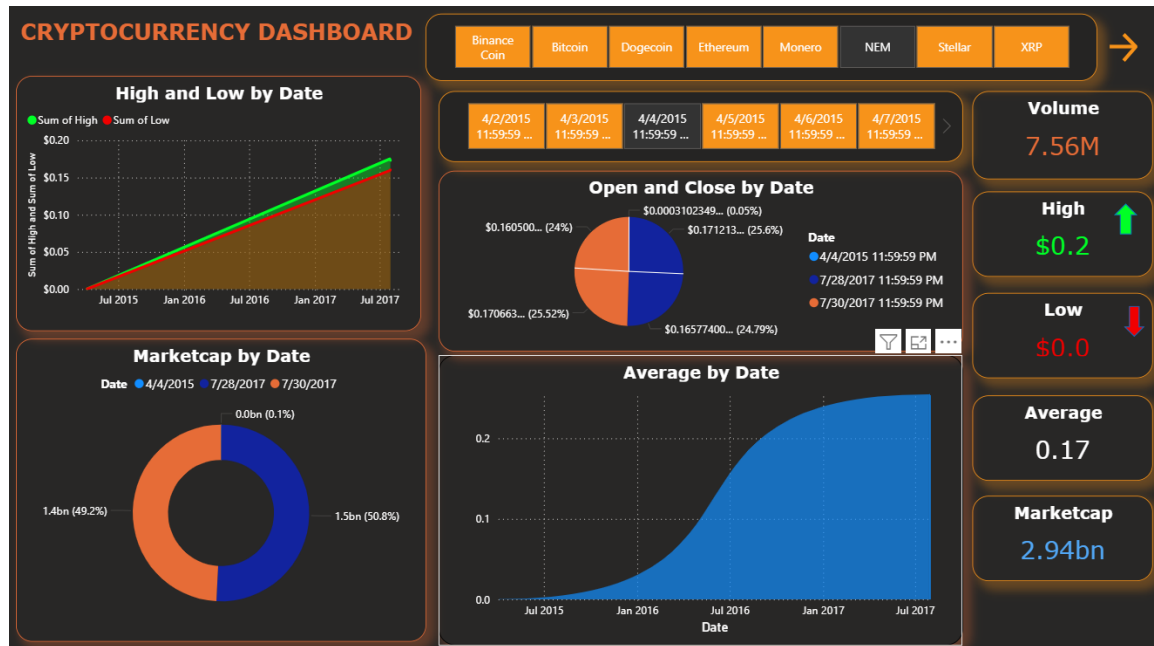 CRYPTOCURRENCY DASHBOARD
Binance
Coin
Bitcoin
Dogecoin
Ethereum
Monero
NEM
Stellar
XRP
High and Low by Date
Sum of High
Sum of Low
Sum of High and Sum of Low
$0.20
$0.15
$0.10
$0.05
$0.00
Jul 2015
Jan 2016
Jul 2016
Jan 2017
Jul 2017
4/2/2015
11:59:59 ...
4/3/2015
11:59:59 ...
4/4/2015
11:59:59 ...
4/5/2015
11:59:59 ...
4/6/2015
11:59:59 ...
4/7/2015
11:59:59 ...
Volume
7.56M
Open and Close by Date
$0.0003102349... (0.05%)
$0.160500... (24%)
$0.171213... (25.6%)
$0.170663... (25.52%)
$0.16577400... (24.79%)
Date
4/4/2015 11:59:59 PM
7/28/2017 11:59:59 PM
7/30/2017 11:59:59 PM
High
$0.2
Low
$0.0
Marketcap by Date
Date
4/4/2015
7/28/2017
7/30/2017
0.0bn (0.1%)
1.4bn (49.2%)
1.5bn (50.8%)
Average by Date
0.2
0.1
0.0
Jul 2015
Jan 2016
Jul 2016
Jan 2017
Jul 2017
Date
Average
0.17
Marketcap
2.94bn